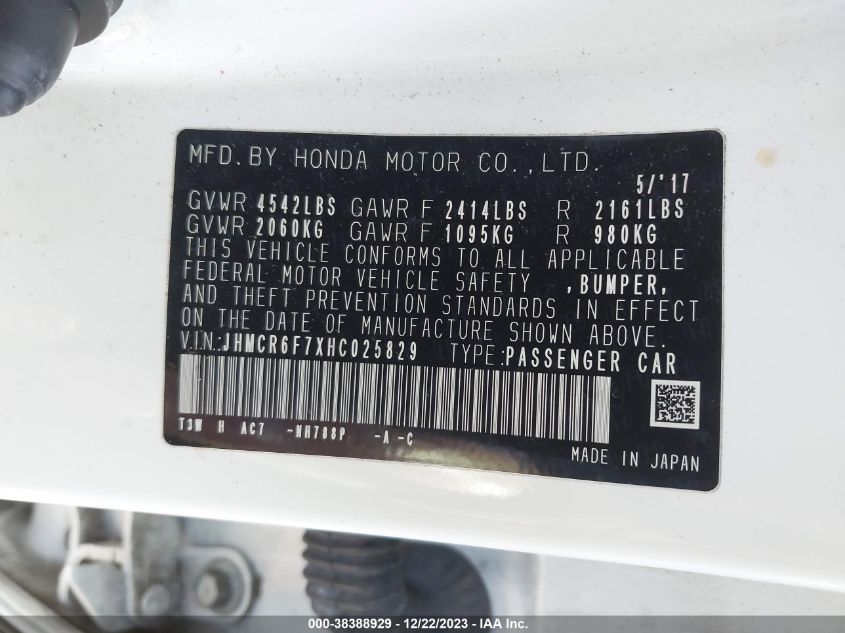 MFD. BY HONDA MOTOR CO., LTD.
5/'17
GVWR 4542LBS GAWR F 2414LBS R 2161LBS
GVWR 2060KG GAWR F 1095KG R 980KG
THIS VEHICLE CONFORMS TO ALL APPLICABLE
FEDERAL MOTOR VEHICLE SAFETY ,BUMPER,
AND THEFT PREVENTION STANDARDS IN EFFECT
ON THE DATE OF MANUFACTURE SHOWN ABOVE.
V.I.N.:JHMCR6F7XHC025829 TYPE:PASSENGER CAR
T3W H AC7 -NH788P -A -C
MADE IN JAPAN
000-38388929 - 12/22/2023 - IAA Inc.